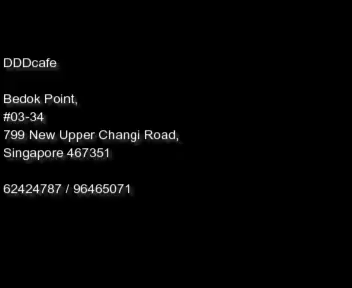 DDDcafe
Bedok Point,
#03-34
799 New Upper Changi Road,
Singapore 467351
62424787 / 96465071